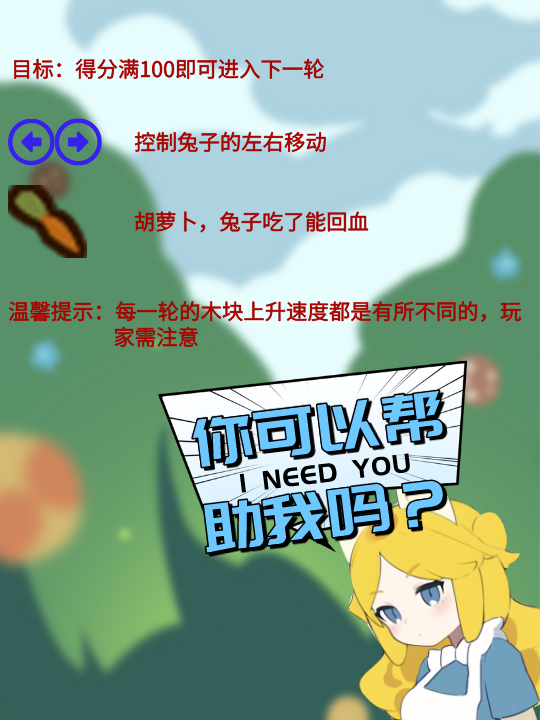 目标：得分满100即可进入下一轮
控制兔子的左右移动
胡萝卜，兔子吃了能回血
温馨提示：每一轮的木块上升速度都是有所不同的，玩
家需注意
你可以帮
I NEED YOU
助我吗？